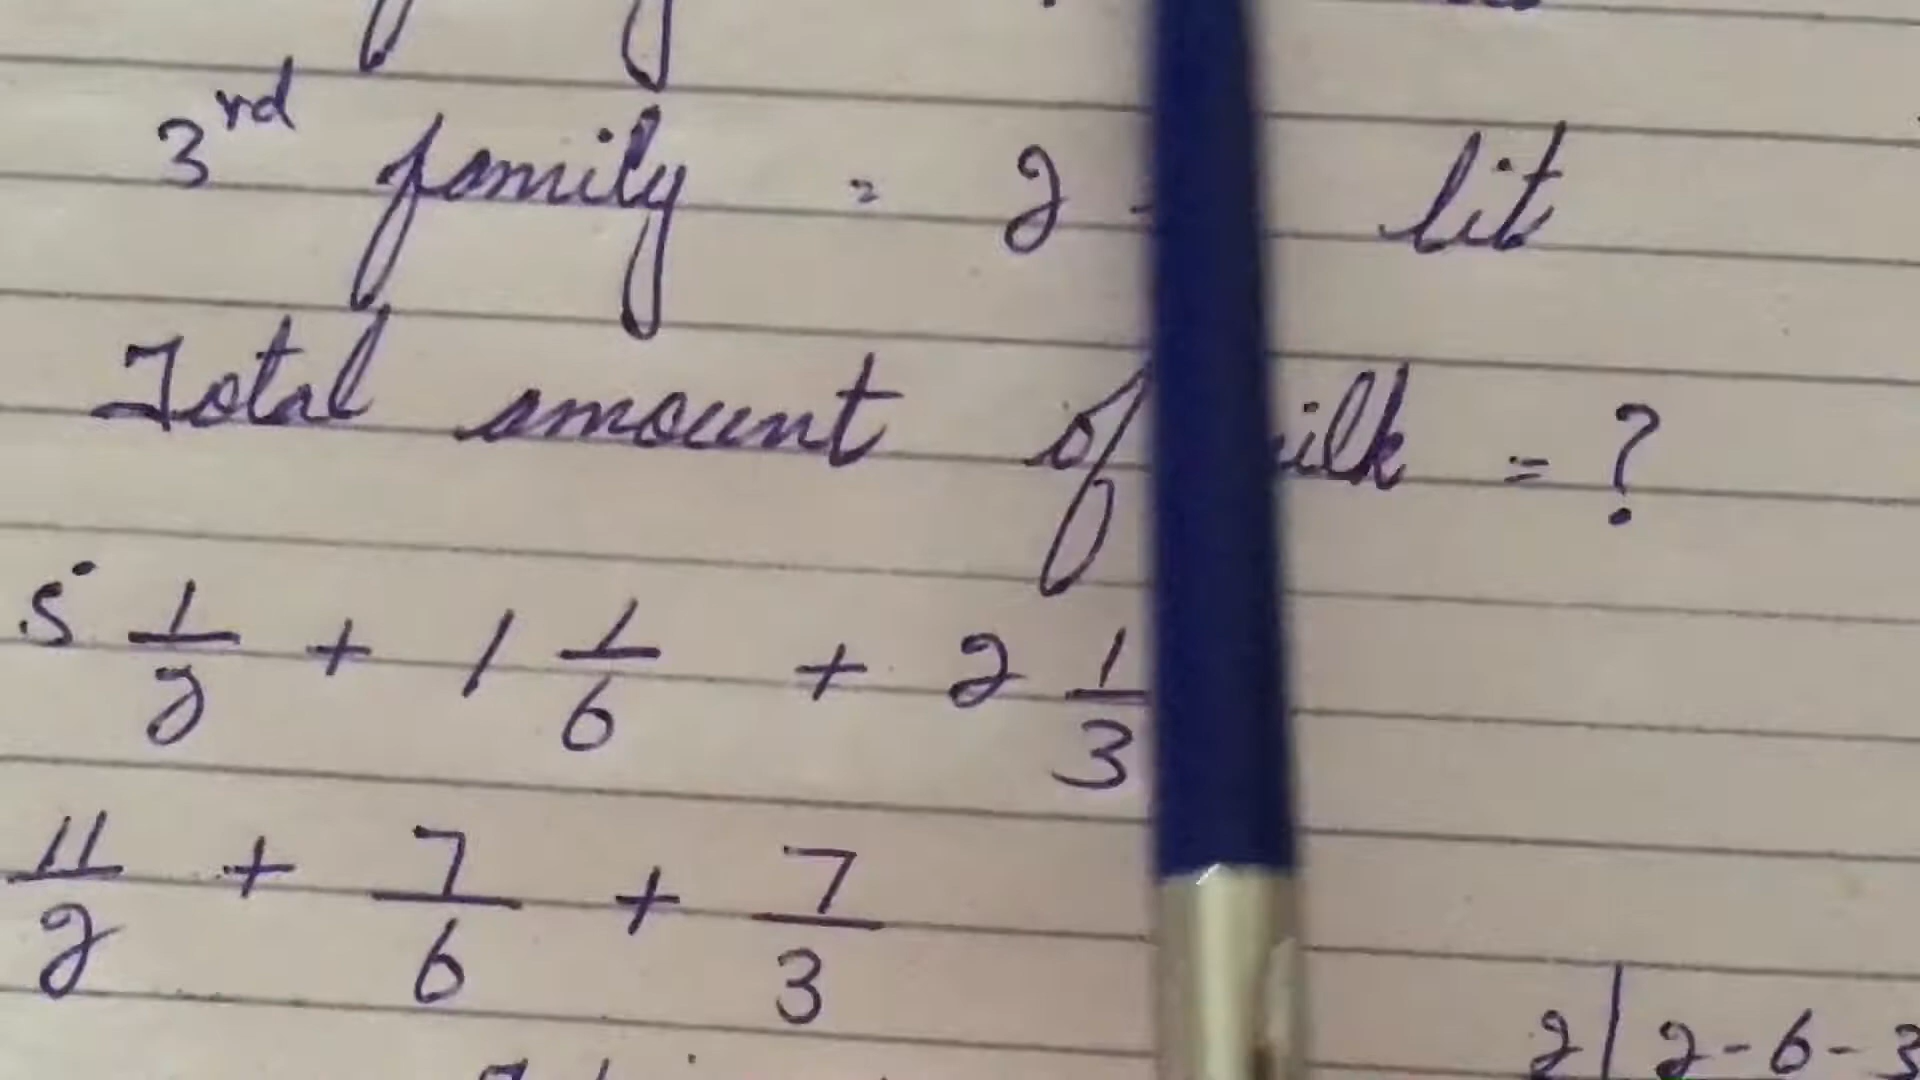 3rd family = 2 lit
Total amount of = ?
5 1/2 + 1 1/6 + 2 1/3
11/2 + 7/6 + 7/3
2 | 2 - 6 - 3